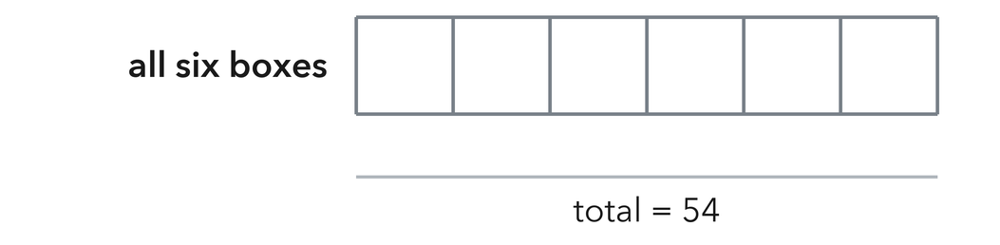 all six boxes
total = 54